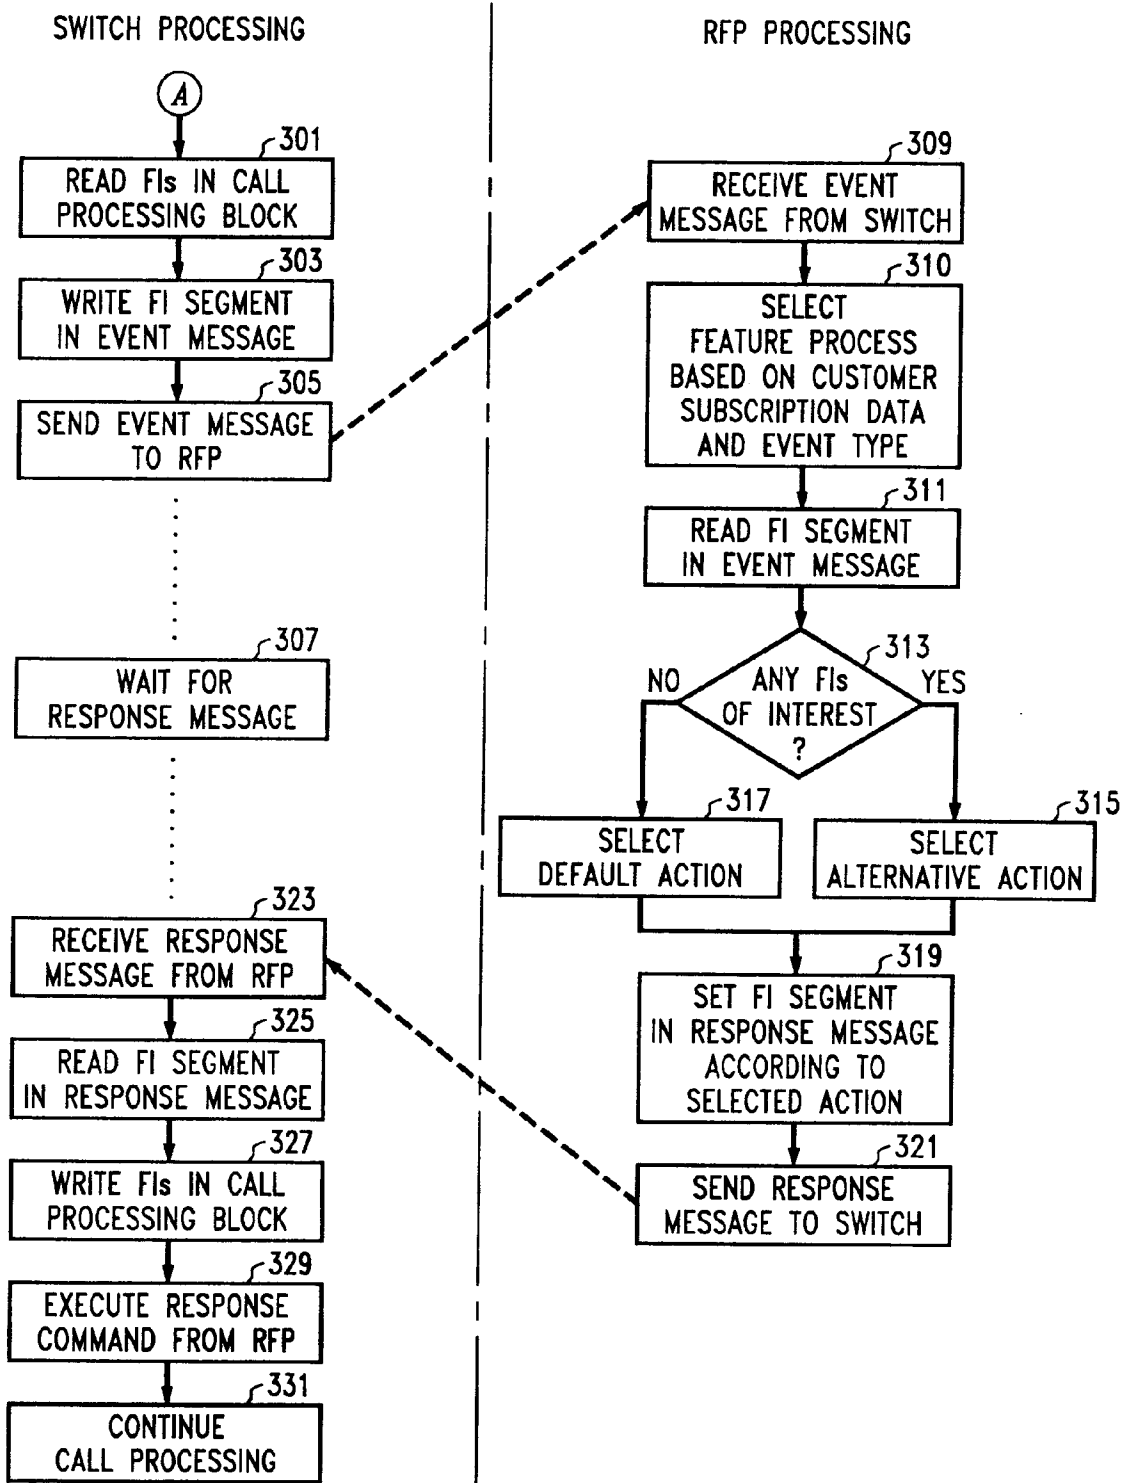 SWITCH PROCESSING
A
301
READ FIs IN CALL
PROCESSING BLOCK
303
WRITE FI SEGMENT
IN EVENT MESSAGE
305
SEND EVENT MESSAGE
TO RFP
307
WAIT FOR
RESPONSE MESSAGE
323
RECEIVE RESPONSE
MESSAGE FROM RFP
325
READ FI SEGMENT
IN RESPONSE MESSAGE
327
WRITE FIs IN CALL
PROCESSING BLOCK
329
EXECUTE RESPONSE
COMMAND FROM RFP
331
CONTINUE
CALL PROCESSING
RFP PROCESSING
309
RECEIVE EVENT
MESSAGE FROM SWITCH
310
SELECT
FEATURE PROCESS
BASED ON CUSTOMER
SUBSCRIPTION DATA
AND EVENT TYPE
311
READ FI SEGMENT
IN EVENT MESSAGE
313
NO
ANY FIs
OF INTEREST
?
YES
317
SELECT
DEFAULT ACTION
315
SELECT
ALTERNATIVE ACTION
319
SET FI SEGMENT
IN RESPONSE MESSAGE
ACCORDING TO
SELECTED ACTION
321
SEND RESPONSE
MESSAGE TO SWITCH